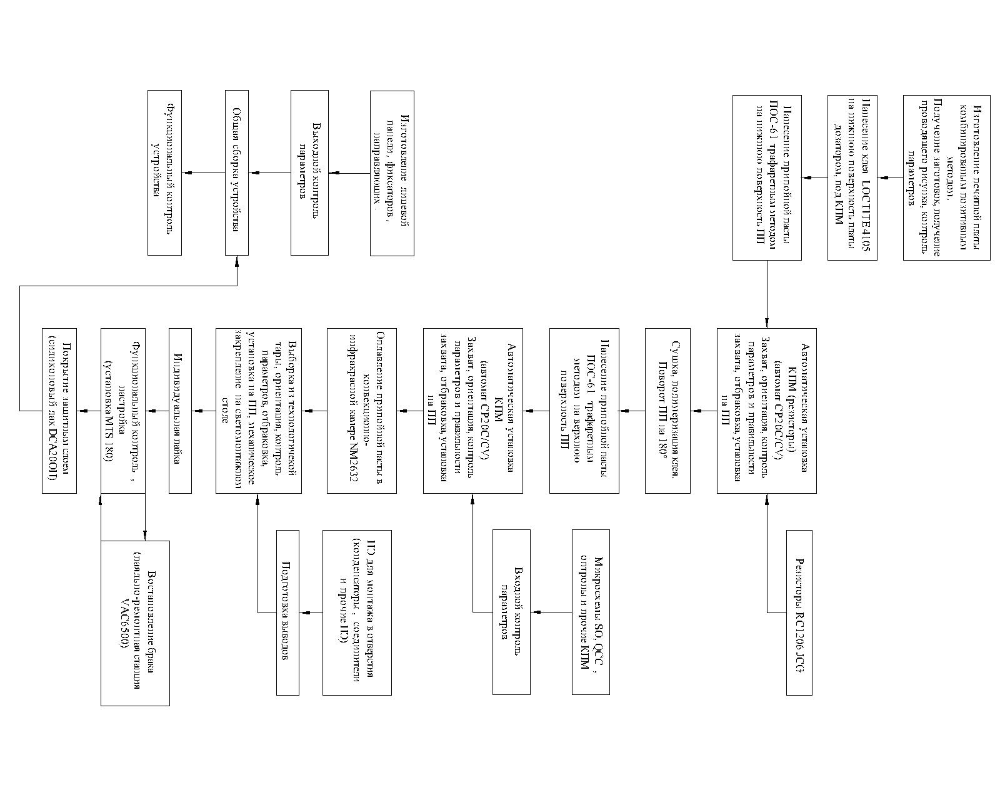 Изготовление печатной платы
комбинированым позитивным
методом.
Получение заготовок, получение
проводящего рисунка, контроль
параметров
Нанесение клея LOCTITE 4105
на нижнюю поверхность платы
дозатором, под КПМ
Нанесение припойной пасты
ПОС-61 трафаретным методом
на нижнюю поверхность ПП
Изготовление лицевой
панели, фиксаторов,
направляющих.
Выходной контроль
параметров
Общая сборка устройства
Функциональный контроль
устройства
Автоматическая установка
КПМ (резисторы)
(автомат CP20C/CV)
Захват, ориентация, контроль
параметров и правильности
захвата, отбраковка, установка
на ПП
Сушка, полимеризация клея.
Поворот ПП на 180°
Нанесение припойной пасты
ПОС-61 трафаретным
методом на верхнюю
поверхность ПП
Автоматическая установка
КПМ
(автомат CP20C/CV)
Захват, ориентация, контроль
параметров и правильности
захвата, отбраковка, установка
на ПП
Оплавление припойной пасты в
конвекционно-
инфракрасной камере NM2632
Выборка из технологичекой
тары, ориентация, контроль
параметров, отбраковка,
установка на ПП, механическое
закрепление на светомонтажном
столе
Индивидуальная пайка
Функциональный контроль ,
настройка
(установка MTS 180)
Покрытие защитным слоем
(силиконовый лак DCA20OH)
Резисторы RC1206 JCG
Микросхемы SO, QCC ,
оптроны и прочие КПМ
Входной контроль
параметров
ПЭ для монтажа в отверстия
(конденсаторы , соединители
и прочие ПЭ)
Подготовка выводов
Востановление брака
(паяльно-ремонтная станция
VAC6500)